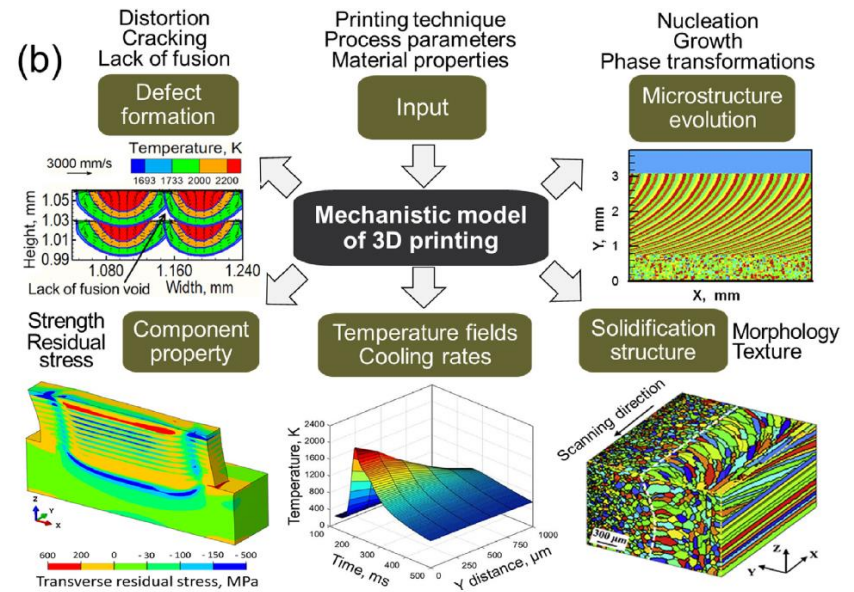 (b)
Distortion
Cracking
Lack of fusion
Defect
formation
Printing technique
Process parameters
Material properties
Input
Nucleation
Growth
Phase transformations
Microstructure
evolution
Temperature, K
3000 mm/s
1693 1733 2000 2200
Height, mm
1.06
1.03
1.01
0.99
1.080 1.160 1.240
Lack of fusion void
Width, mm
Mechanistic model
of 3D printing
Y, mm
3
2
1
0
X, mm
Strength
Residual
stress
Component
property
Z
Y
X
600 200 0 - 30 -100 -150 - 500
Transverse residual stress, MPa
Temperature fields
Cooling rates
Temperature, K
2400
2000
1600
1200
800
400
0
100
200
300
400
500
Time, ms
0
250
500
750
1000
Y distance, µm
Solidification
structure
Morphology
Texture
Scanning direction
300 µm
Z
Y
X